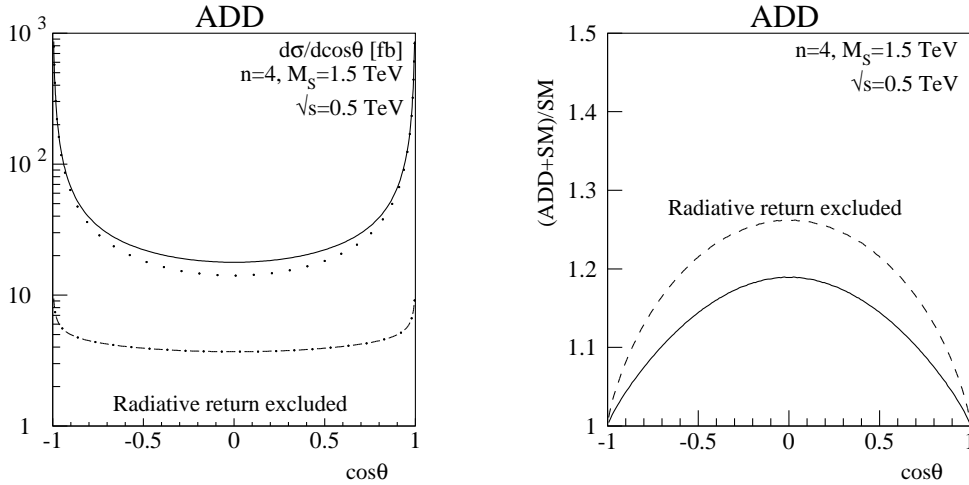 ADD
10³
dσ/dcosθ [fb]
n=4, M_S=1.5 TeV
√s=0.5 TeV
10²
10
Radiative return excluded
1
-1 -0.5 0 0.5 1
cosθ
ADD
1.5
n=4, M_S=1.5 TeV
√s=0.5 TeV
(ADD+SM)/SM
1.4
1.3
Radiative return excluded
1.2
1.1
1
-1 -0.5 0 0.5 1
cosθ